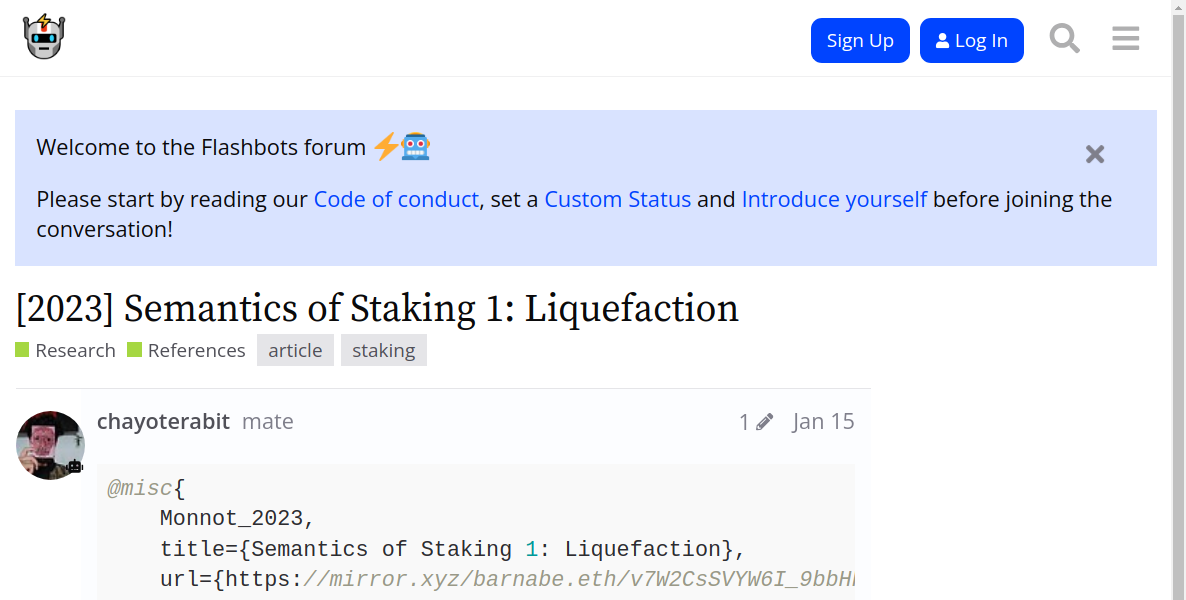 Sign Up
Log In
Welcome to the Flashbots forum
Please start by reading our Code of conduct, set a Custom Status and Introduce yourself before joining the
conversation!
[2023] Semantics of Staking 1: Liquefaction
Research References article staking
chayoterabit mate 1 Jan 15
@misc{
Monnot_2023,
title={Semantics of Staking 1: Liquefaction},
url={https://mirror.xyz/barnabe.eth/v7W2CsSVYW6I_9bbH